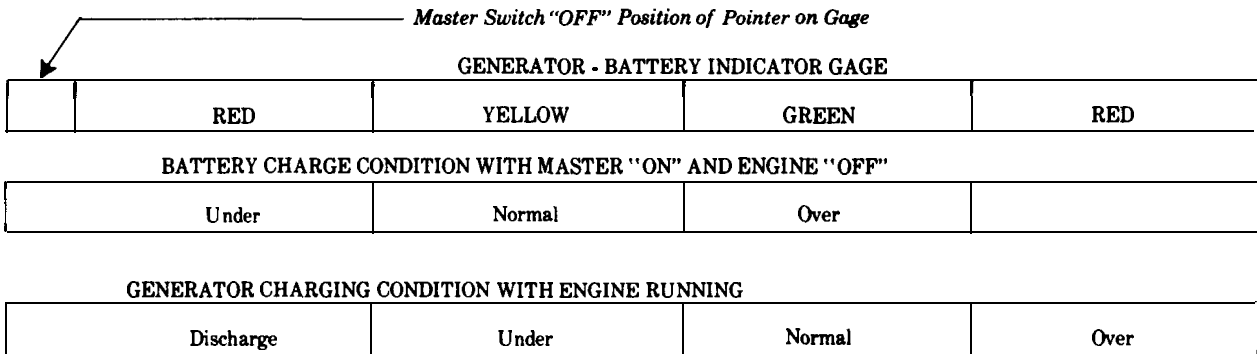 Master Switch “OFF” Position of Pointer on Gage
GENERATOR - BATTERY INDICATOR GAGE
RED YELLOW GREEN RED
BATTERY CHARGE CONDITION WITH MASTER “ON” AND ENGINE “OFF”
Under Normal Over
GENERATOR CHARGING CONDITION WITH ENGINE RUNNING
Discharge Under Normal Over